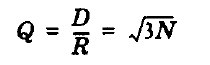 Q = D/R = √3N